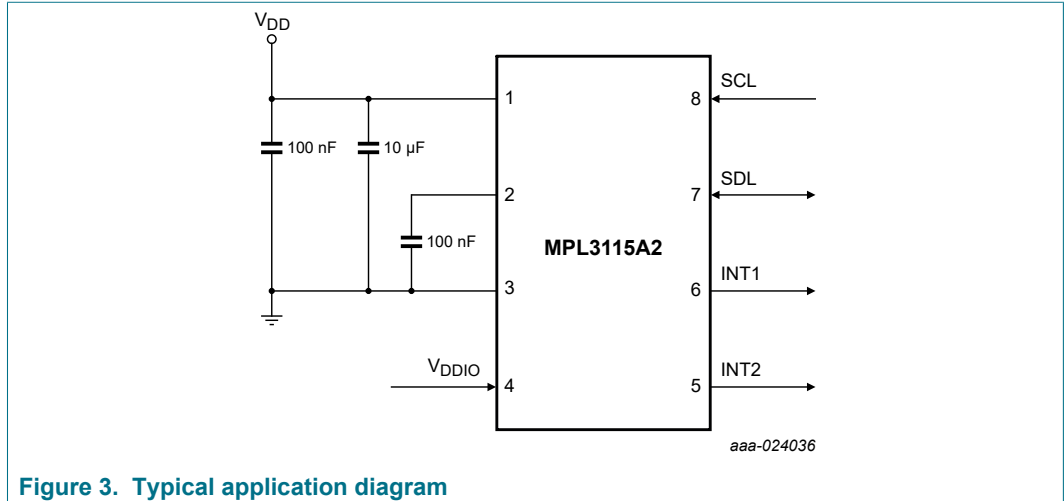 VDD
1
8
SCL
100 nF
10 µF
2
7
SDL
100 nF
MPL3115A2
3
6
INT1
VDDIO
4
5
INT2
aaa-024036
Figure 3. Typical application diagram